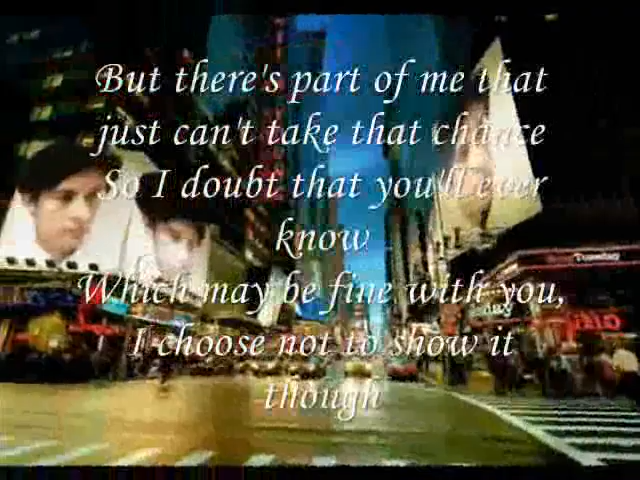 But there's part of me that
just can't take that chance
So I doubt that you'll ever
know
Which may be fine with you,
I choose not to show it
though
Tuesday